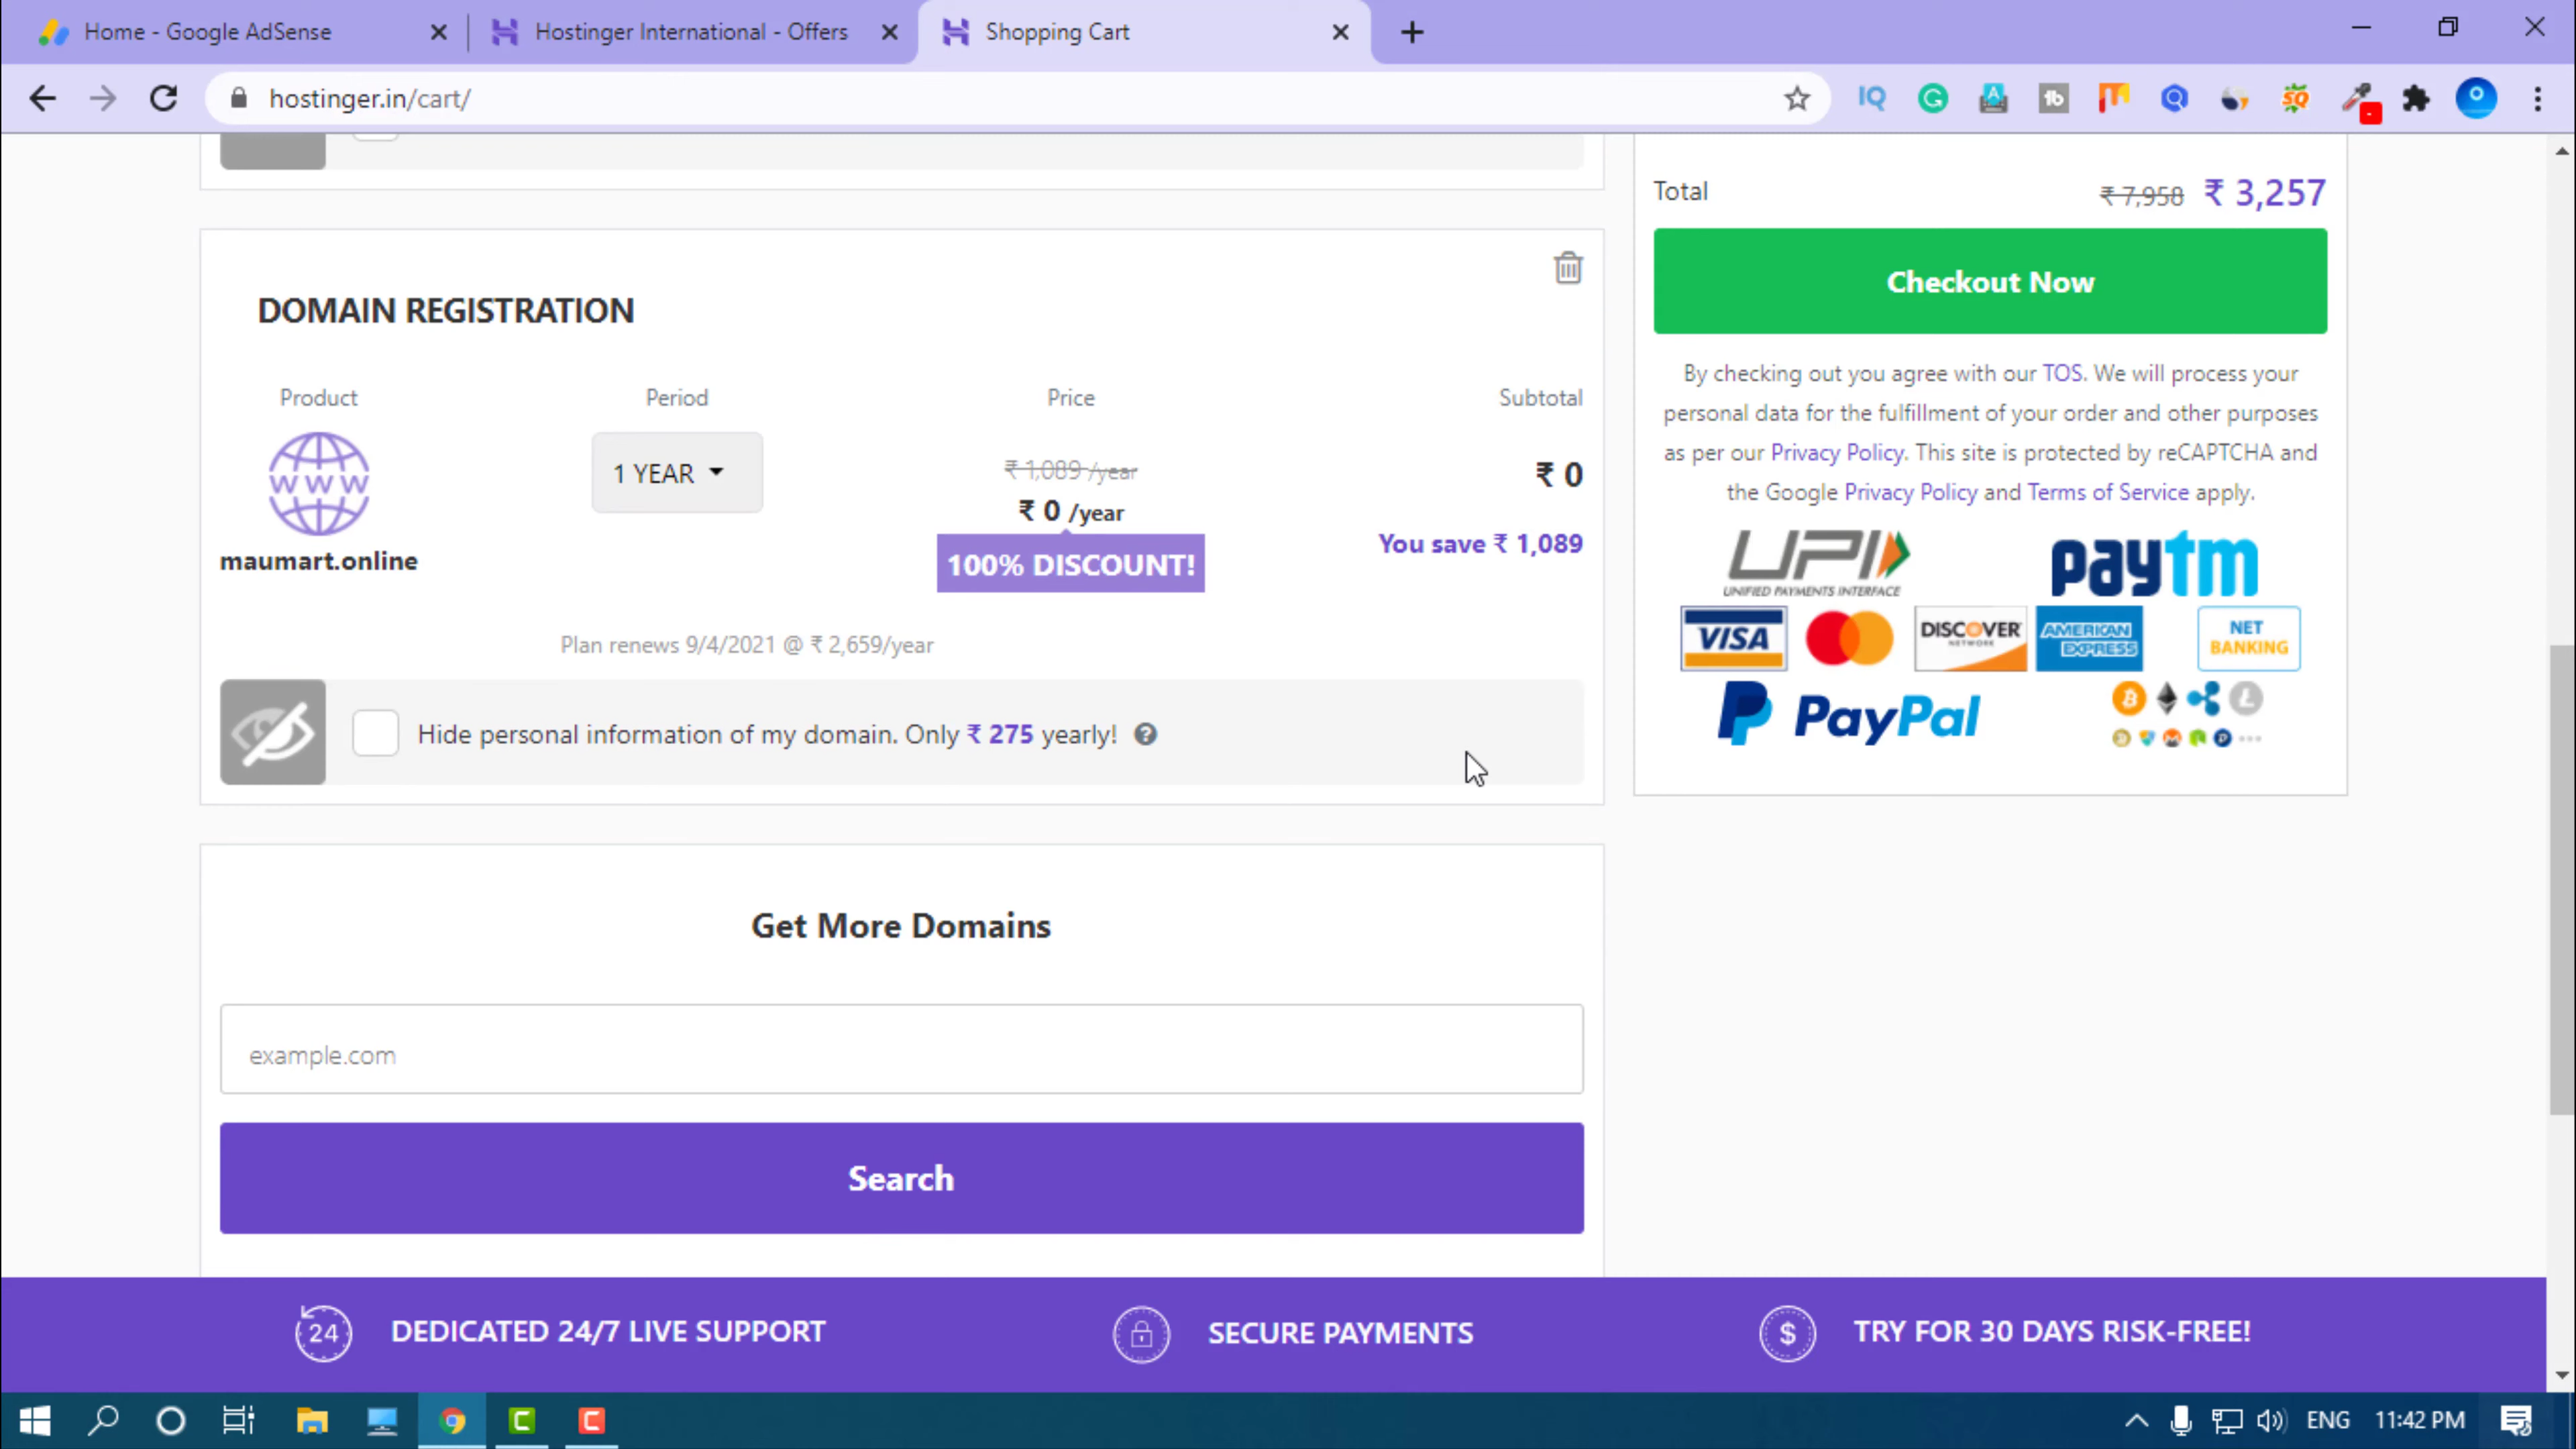 Home - Google AdSense
Hostinger International - Offers
Shopping Cart
hostinger.in/cart/
Total
₹ 7,958 ₹ 3,257
Checkout Now
By checking out you agree with our TOS. We will process your
personal data for the fulfillment of your order and other purposes
as per our Privacy Policy. This site is protected by reCAPTCHA and
the Google Privacy Policy and Terms of Service apply.
UPI
UNIFIED PAYMENTS INTERFACE
paytm
VISA
DISCOVER
NETWORK
AMERICAN
EXPRESS
NET
BANKING
PayPal
DOMAIN REGISTRATION
Product
Period
Price
Subtotal
WWW
maumart.online
1 YEAR
₹ 1,089 /year
₹ 0 /year
100% DISCOUNT!
₹ 0
You save ₹ 1,089
Plan renews 9/4/2021 @ ₹ 2,659/year
Hide personal information of my domain. Only ₹ 275 yearly!
Get More Domains
example.com
Search
24
DEDICATED 24/7 LIVE SUPPORT
SECURE PAYMENTS
$
TRY FOR 30 DAYS RISK-FREE!
ENG
11:42 PM